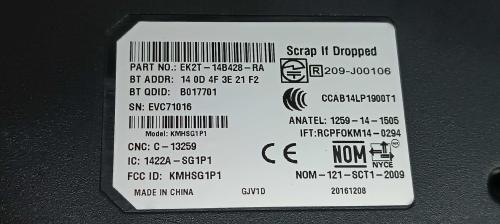 Scrap If Dropped
PART NO.: EK2T-14B428-RA
BT ADDR: 14 0D 4F 3E 21 F2
BT QDID: B017701
SN: EVC71016
Model: KMHSG1P1
CNC: C-13259
IC: 1422A-SG1P1
FCC ID: KMHSG1P1
MADE IN CHINA
GJV1D
R 209-J00106
CCC
CCAB14LP1900T1
ANATEL: 1259-14-1505
IFT:RCPFOKM14-0294
CE
NOM
NYCE
NOM-121-SCT1-2009
20161208